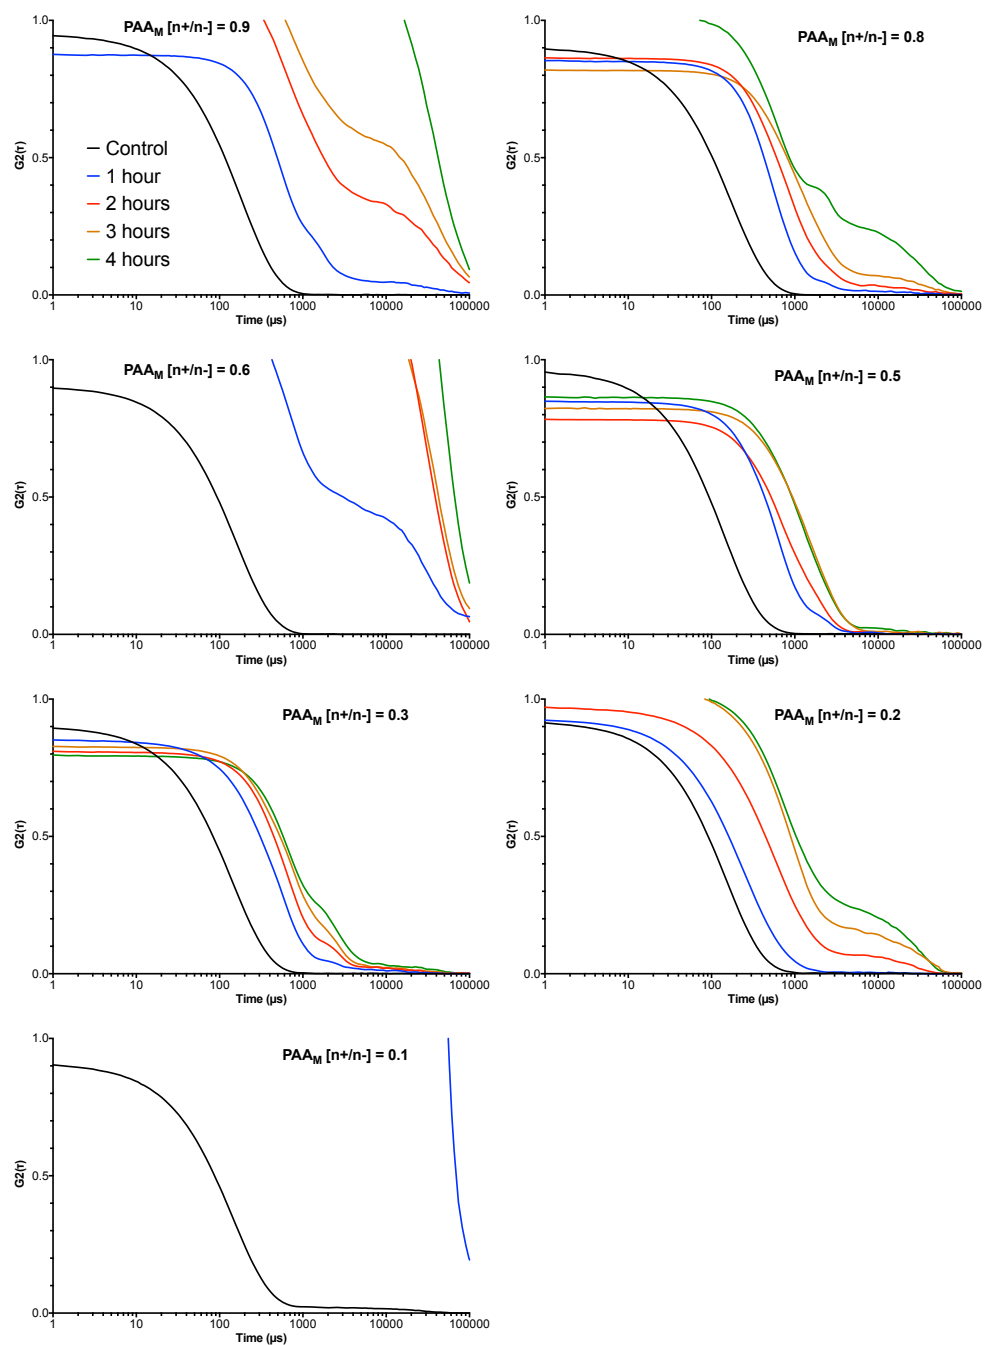 PAAM [n+/n-] = 0.9
1.0
0.5
0.0
G2(τ)
Control
1 hour
2 hours
3 hours
4 hours
1 10 100 1000 10000 100000
Time (µs)
PAAM [n+/n-] = 0.8
1.0
0.5
0.0
G2(τ)
1 10 100 1000 10000 100000
Time (µs)
PAAM [n+/n-] = 0.6
1.0
0.5
0.0
G2(τ)
1 10 100 1000 10000 100000
Time (µs)
PAAM [n+/n-] = 0.5
1.0
0.5
0.0
G2(τ)
1 10 100 1000 10000 100000
Time (µs)
PAAM [n+/n-] = 0.3
1.0
0.5
0.0
G2(τ)
1 10 100 1000 10000 100000
Time (µs)
PAAM [n+/n-] = 0.2
1.0
0.5
0.0
G2(τ)
1 10 100 1000 10000 100000
Time (µs)
PAAM [n+/n-] = 0.1
1.0
0.5
0.0
G2(τ)
1 10 100 1000 10000 100000
Time (µs)